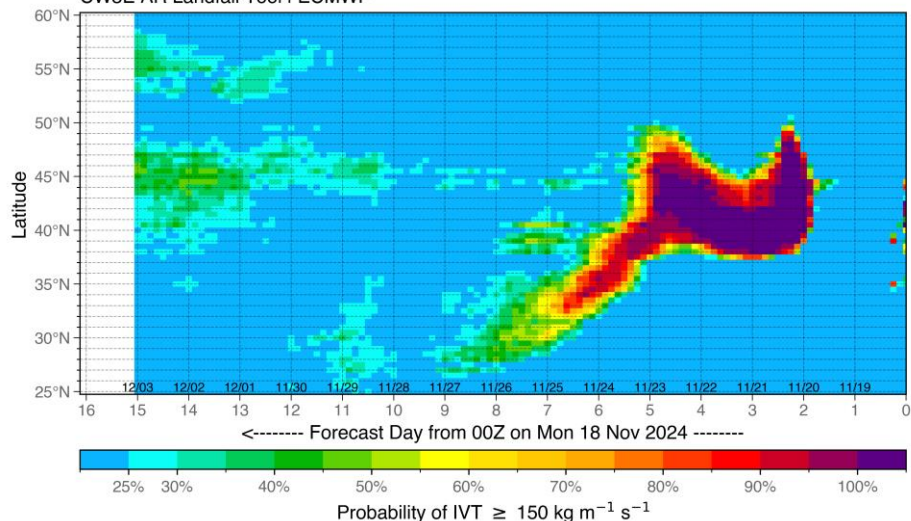 CW3E AR Landfall Tool: ECMWF
60°N
55°N
50°N
45°N
40°N
35°N
30°N
25°N
Latitude
12/03 12/02 12/01 11/30 11/29 11/28 11/27 11/26 11/25 11/24 11/23 11/22 11/21 11/20 11/19
16 15 14 13 12 11 10 9 8 7 6 5 4 3 2 1 0
<-------- Forecast Day from 00Z on Mon 18 Nov 2024 --------
25% 30% 40% 50% 60% 70% 80% 90% 100%
Probability of IVT ≥ 150 kg m⁻¹ s⁻¹